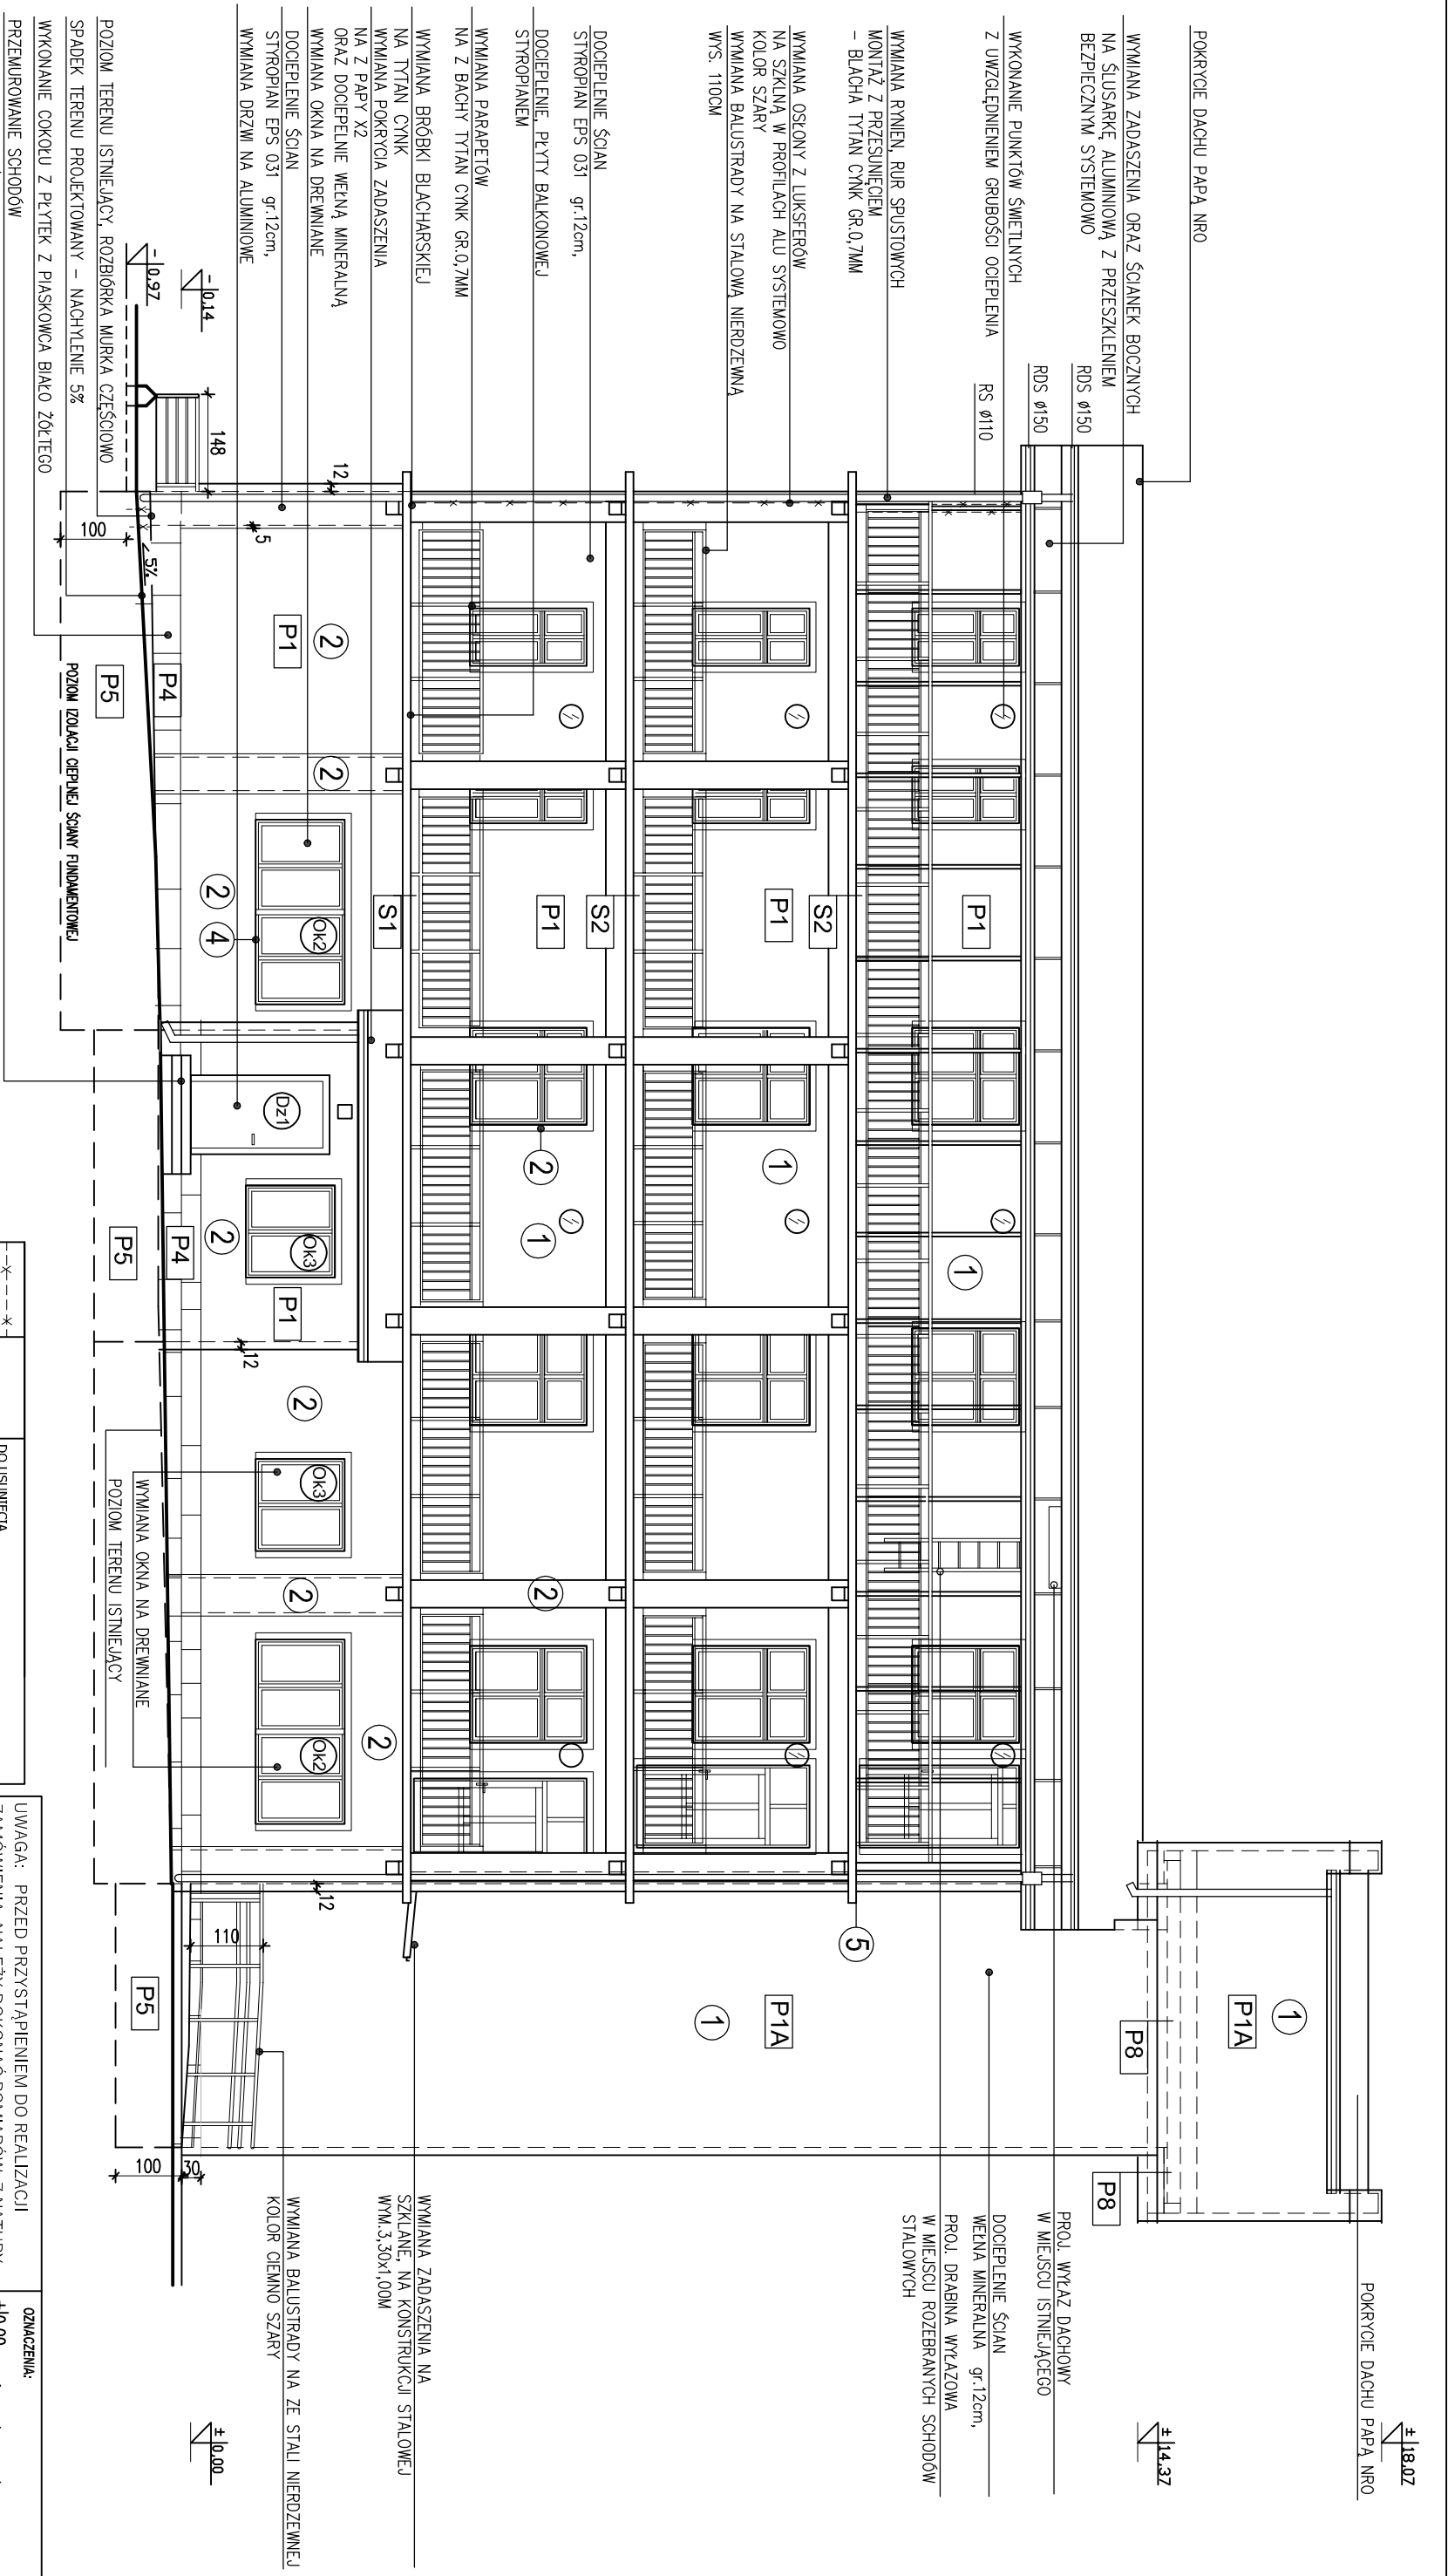 POKRYCIE DACHU PAPĄ NRO
WYMIANA ZADASZENIA ORAZ ŚCIANEK BOCZNYCH
NA ŚLUSARKĘ ALUMINIOWĄ Z PRZESZKLENIEM
BEZPIECZNYM SYSTEMOWO
RDS ø150
RDS ø150
RS ø110
WYKONANIE PUNKTÓW ŚWIETLNYCH
Z UWZGLĘDNIENIEM GRUBOŚCI OCIEPLENIA
WYMIANA RYNIEN, RUR SPUSTOWYCH
MONTAŻ Z PRZESUNIĘCIEM
- BLACHA TYTAN CYNK GR.0,7MM
WYMIANA OSŁONY Z LUKSFERÓW
NA SZKLNĄ W PROFILACH ALU SYSTEMOWO
KOLOR SZARY
WYMIANA BALUSTRADY NA STALOWĄ NIERDZEWNĄ
WYS. 110CM
DOCIEPLENIE ŚCIAN
STYROPIAN EPS 031 gr.12cm,
DOCIEPLENIE, PŁYTY BALKONOWEJ
STYROPIANEM
WYMIANA PARAPETÓW
NA Z BACHY TYTAN CYNK GR.0,7MM
WYMIANA BRÓBKI BLACHARSKIEJ
NA TYTAN CYNK
WYMIANA POKRYCIA ZADASZENIA
NA Z PAPY X2
ORAZ DOCIEPELNIE WEŁNĄ MINERALNĄ
WYMIANA OKNA NA DREWNIANE
DOCIEPLENIE ŚCIAN
STYROPIAN EPS 031 gr.12cm,
WYMIANA DRZWI NA ALUMINIOWE
- 0,14
- 0,97
POZIOM TERENU ISTNIEJĄCY, ROZBIÓRKA MURKA CZĘŚCIOWO
SPADEK TERENU PROJEKTOWANY - NACHYLENIE 5%
WYKONANIE COKOŁU Z PŁYTEK Z PIASKOWCA BIAŁO ŻÓŁTEGO
PRZEMUROWANIE SCHODÓW
148
12
5
100
5%
P1
2
2
P4
P5
POZIOM IZOLACJI CIEPLNEJ ŚCIANY FUNDAMENTOWEJ
P1
S2
P1
S2
P1
S1
Ok2
2
4
1
1
2
1
Dz1
Ok3
2
P1
P4
P5
12
2
Ok3
2
2
2
Ok2
WYMIANA OKNA NA DREWNIANE
POZIOM TERENU ISTNIEJĄCY
12
110
P5
5
1
P1A
1
P1A
P8
P8
100
30
POKRYCIE DACHU PAPĄ NRO
± 18.07
± 14.37
PROJ. WYŁAZ DACHOWY
W MIEJSCU ISTNIEJĄCEGO
DOCIEPLENIE ŚCIAN
WEŁNA MINERALNA gr.12cm,
PROJ. DRABINA WYŁAZOWA
W MIEJSCU ROZEBRANYCH SCHODÓW
STALOWYCH
WYMIANA ZADASZENIA NA
SZKLANE, NA KONSTRUKCJI STALOWEJ
WYM.3,30x1,00M
WYMIANA BALUSTRADY NA ZE STALI NIERDZEWNEJ
KOLOR CIEMNO SZARY
± 0.00
DO USUNIĘCIA
UWAGA: PRZED PRZYSTĄPIENIEM DO REALIZACJI
ZAMÓWIENIA NALEŻY DOKONAĆ POMIARÓW Z NATURY
OZNACZENIA: